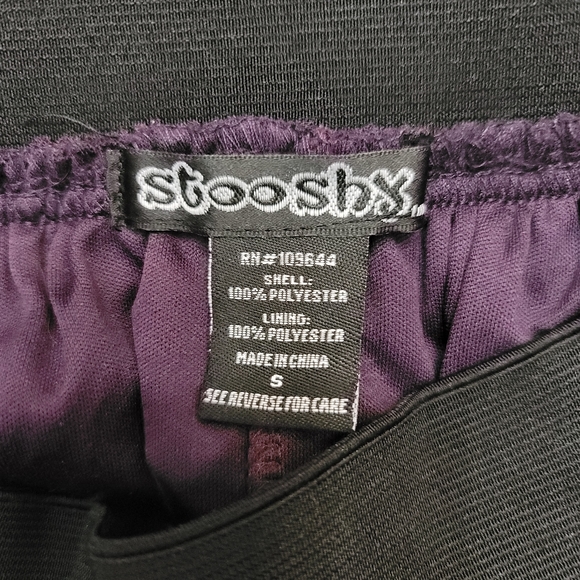 stooshy
RN#109644
SHELL:
100% POLYESTER
LINING:
100% POLYESTER
MADE IN CHINA
S
SEE REVERSE FOR CARE